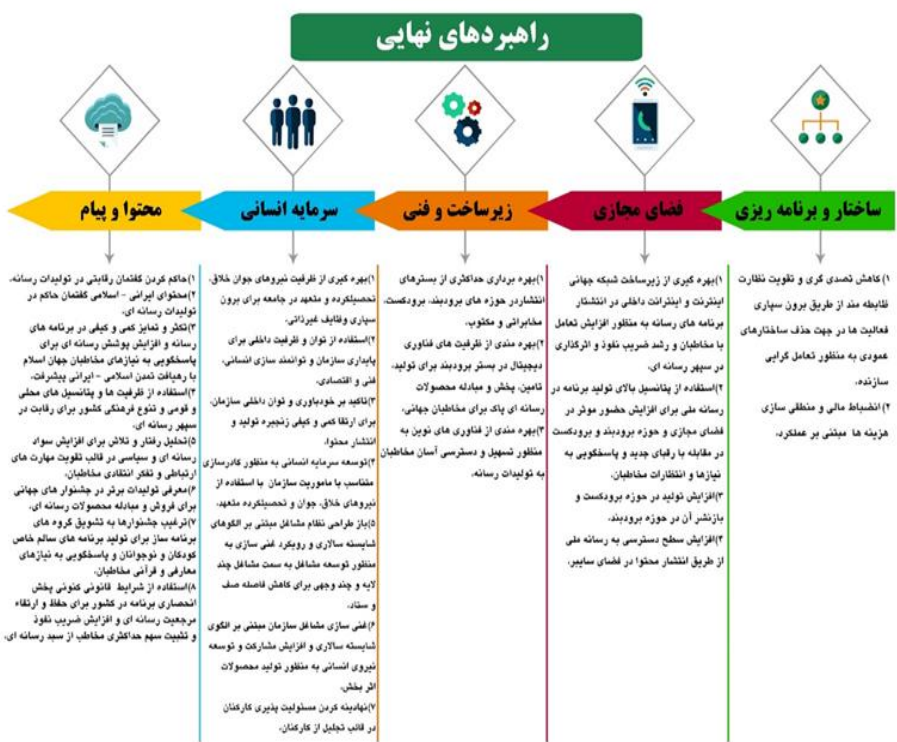 راهبردهای نهایی
ساختار و برنامه ریزی
۱)کاهش تصدی گری و تقویت نظارت
ظابطه مند از طریق برون سپاری
فعالیت ها در جهت حذف ساختارهای
عمودی به منظور تعامل گرایی
سازنده.
۲) انضباط مالی و منطقی سازی
هزینه ها مبتنی بر عملکرد.
فضای مجازی
۱)بهره گیری از زیرساخت شبکه جهانی
اینترنت و اینترانت داخلی در انتشتار
برنامه های رسانه به منظور افزایش تعامل
با مخاطبان و رشد ضریب نفوذ و اثرگذاری
در سپهر رسانه ای.
۲)استفاده از پتانسیل بالای تولید برنامه در
رسانه ملی برای افزایش حضور موثر در
فضای مجازی و حوزه برودبند و برودکست
در مقابله با رقبای جدید و پاسخگویی به
نیازها و انتظارات مخاطبان.
۳)افزایش تولید در حوزه برودکست و
بازنشر آن در حوزه برودبند.
۴)افزایش سطح دسترسی به رسانه ملی
از طریق انتشار محتوا در فضای سایبر.
زیرساخت و فنی
۱)بهره برداری حداکثری از بسترهای
انتشاردر حوزه های برودبند، برودکست،
مخابراتی و مکتوب.
۲)بهره مندی از ظرفیت های فناوری
دیجیتال در بستر برودبند برای تولید،
تامین، پخش و مبادله محصولات
رسانه ای پاک برای مخاطبان جهانی.
۳)بهره مندی از فناوری های نوین به
منظور تسهیل و دسترسی آسان مخاطبان
به تولیدات رسانه.
سرمایه انسانی
۱)بهره گیری از ظرفیت نیروهای جوان خلاق،
تحصیلکرده و متعهد در جامعه برای برون
سپاری وظایف غیرذاتی.
۲)استفاده از توان و ظرفیت داخلی برای
پایداری سازمان و توانمند سازی انسانی،
فنی و اقتصادی.
۳)تاکید بر خودباوری و توان داخلی سازمان،
برای ارتقا کمی و کیفی زنجیره تولید و
انتشار محتوا.
۴)توسعه سرمایه انسانی به منظور کادرسازی
متناسب با ماموریت سازمان با استفاده از
نیروهای خلاق، جوان و تحصیلکرده متعهد.
۵)باز طراحی نظام مشاغل مبتنی بر الگوهای
شایسته سالاری و رویکرد غنی سازی به
منظور توسعه مشاغل به سمت مشاغل چند
لایه و چند وجهی برای کاهش فاصله صف
و ستاد.
۶)غنی سازی مشاغل سازمان مبتنی بر الگوی
شایسته سالاری و افزایش مشارکت و توسعه
نیروی انسانی به منظور تولید محصولات
اثر بخش.
۷)نهادینه کردن مسئولیت پذیری کارکنان
در قالب تجلیل از کارکنان.
محتوا و پیام
۱)حاکم کردن گفتمان رقابتی در تولیدات رسانه.
۲)محتوای ایرانی - اسلامی گفتمان حاکم در
تولیدات رسانه ای.
۳)تکثر و تمایز کمی و کیفی در برنامه های
رسانه و افزایش پوشش رسانه ای برای
پاسخگویی به نیازهای مخاطبان جهان اسلام
با رهیافت تمدن اسلامی - ایرانی پیشرفت.
۴)استفاده از ظرفیت ها و پتانسیل های محلی
و قومی و تنوع فرهنگی کشور برای رقابت در
سپهر رسانه ای.
۵)تحلیل رفتار و تلاش برای افزایش سواد
رسانه ای و سیاسی در قالب تقویت مهارت های
ارتباطی و تفکر انتقادی مخاطبان.
۶)معرفی تولیدات برتر در جشنوار های جهانی
برای فروش و مبادله محصولات رسانه ای.
۷)ترغیب جشنوارها به تشویق گروه های
برنامه ساز برای تولید برنامه های سالم خاص
کودکان و نوجوانان و پاسخگویی به نیازهای
معارفی و قرآنی مخاطبان.
۸)استفاده از شرایط قانونی کنونی پخش
انحصاری برنامه در کشور برای حفظ و ارتقاء
مرجعیت رسانه ای و افزایش ضریب نفوذ
و تثبیت سهم حداکثری مخاطب از سبد رسانه ای.